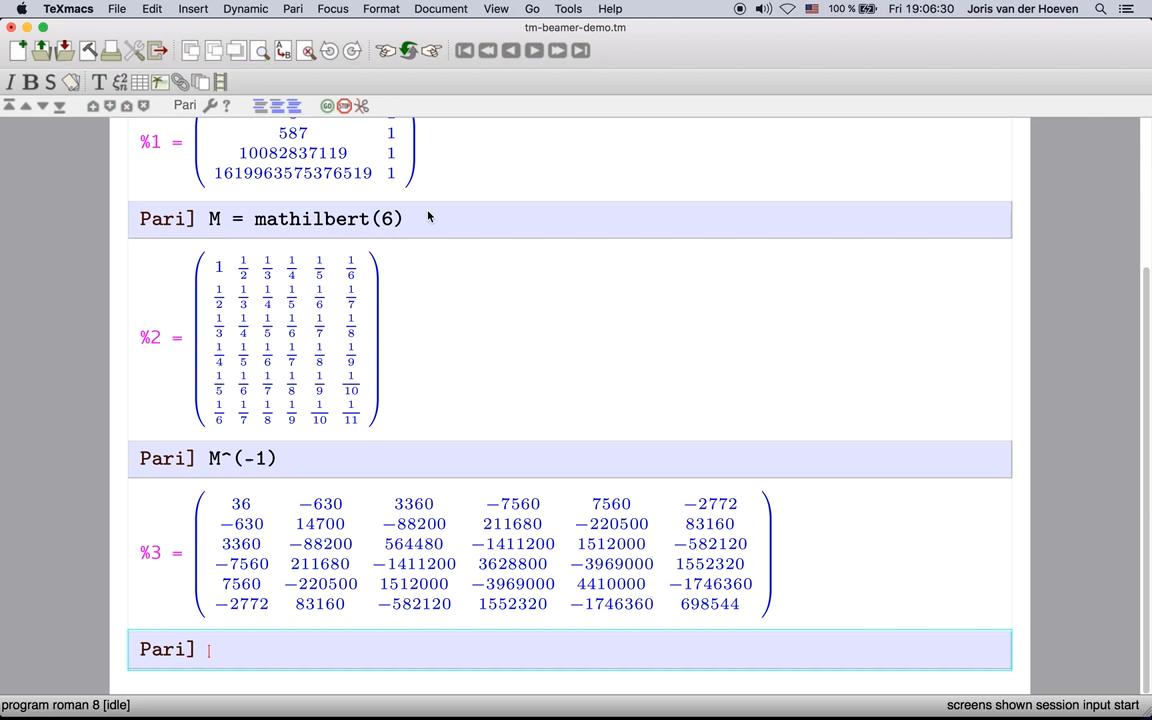 TeXmacs File Edit Insert Dynamic Pari Focus Format Document View Go Tools Help 100 % Fri 19:06:30 Joris van der Hoeven
tm-beamer-demo.tm
I B S T
Pari ? GO STOP
%1 =
587 1
10082837119 1
1619963575376519 1
Pari] M = mathilbert(6)
%2 =
1 1/2 1/3 1/4 1/5 1/6
1/2 1/3 1/4 1/5 1/6 1/7
1/3 1/4 1/5 1/6 1/7 1/8
1/4 1/5 1/6 1/7 1/8 1/9
1/5 1/6 1/7 1/8 1/9 1/10
1/6 1/7 1/8 1/9 1/10 1/11
Pari] M^(-1)
%3 =
36 −630 3360 −7560 7560 −2772
−630 14700 −88200 211680 −220500 83160
3360 −88200 564480 −1411200 1512000 −582120
−7560 211680 −1411200 3628800 −3969000 1552320
7560 −220500 1512000 −3969000 4410000 −1746360
−2772 83160 −582120 1552320 −1746360 698544
Pari]
program roman 8 [idle] screens shown session input start